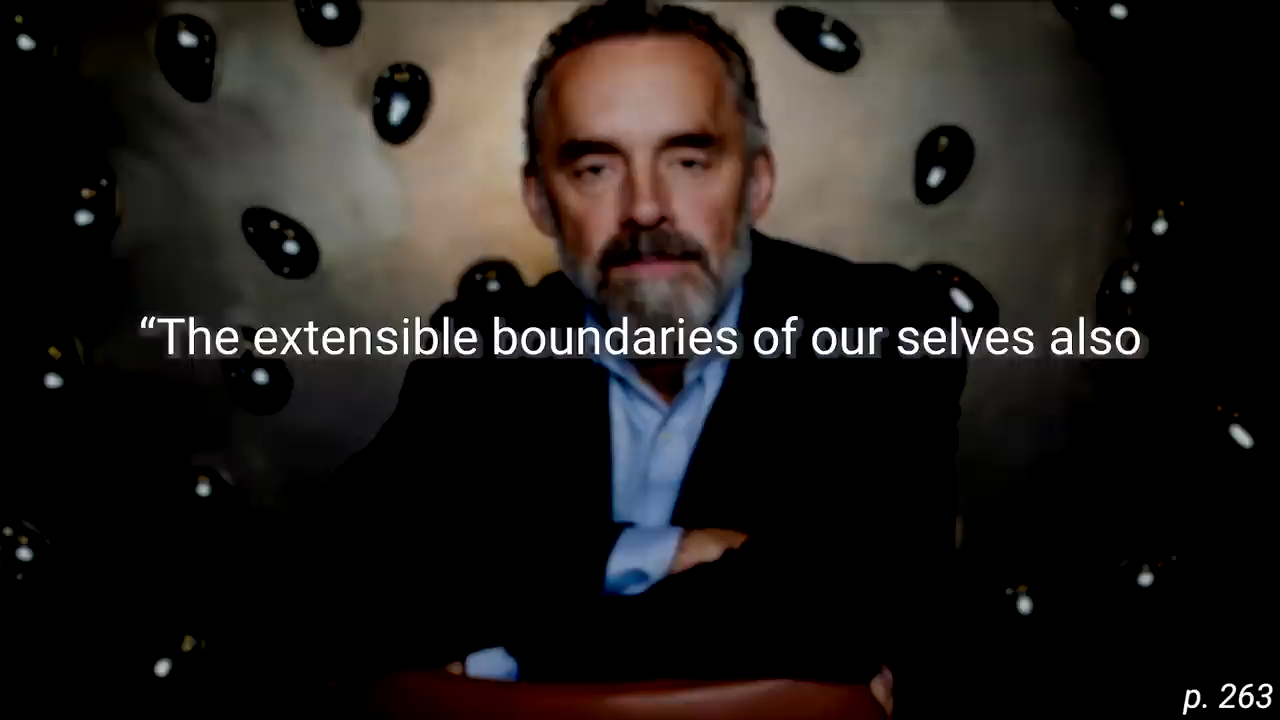 “The extensible boundaries of our selves also
p. 263